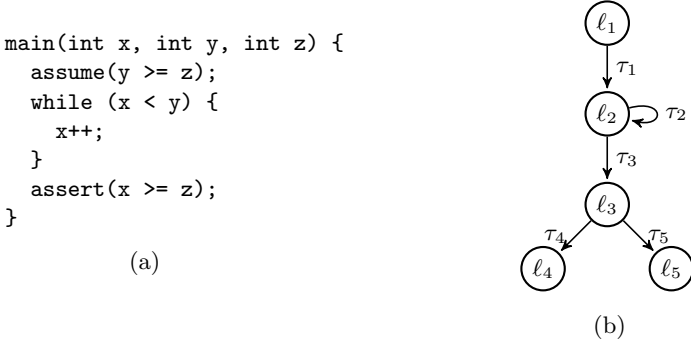 main(int x, int y, int z) {
  assume(y >= z);
  while (x < y) {
    x++;
  }
  assert(x >= z);
}
(a)
ℓ1
τ1
ℓ2
τ2
τ3
ℓ3
τ4
τ5
ℓ4
ℓ5
(b)